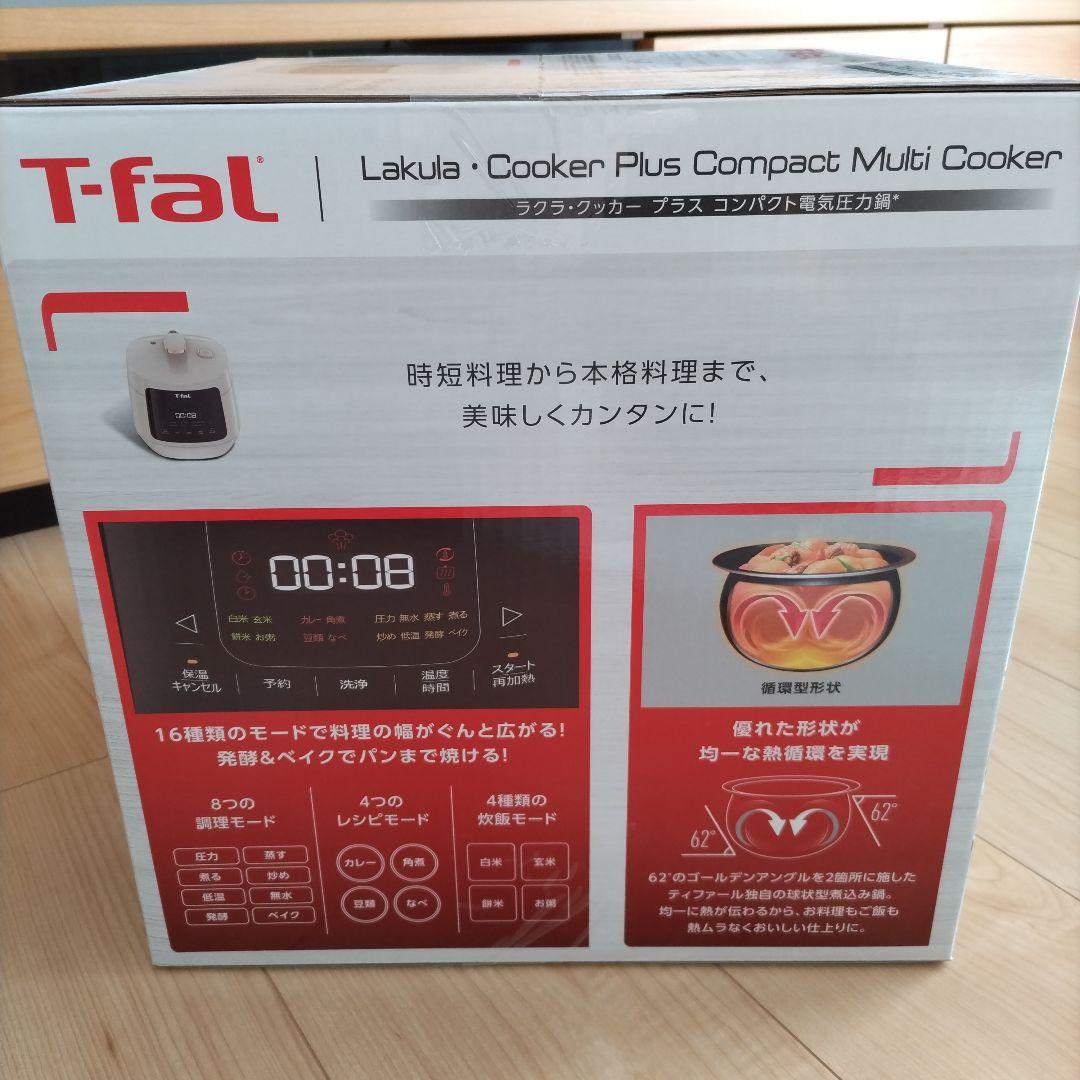 T-fal®
Lakula・Cooker Plus Compact Multi Cooker
ラクラ・クッカー プラス コンパクト電気圧力鍋*
T-fal
00:08
時短料理から本格料理まで、
美味しくカンタンに!
00:08
白米 玄米 カレー 角煮 圧力 無水 蒸す 煮る
餅米 お粥 豆類 なべ 炒め 低温 発酵 ベイク
保温
キャンセル
予約
洗浄
温度
時間
スタート
再加熱
16種類のモードで料理の幅がぐんと広がる!
発酵&ベイクでパンまで焼ける!
8つの
調理モード
圧力 蒸す
煮る 炒め
低温 無水
発酵 ベイク
4つの
レシピモード
カレー 角煮
豆類 なべ
4種類の
炊飯モード
白米 玄米
餅米 お粥
循環型形状
優れた形状が
均一な熱循環を実現
62°
62°
62°のゴールデンアングルを2箇所に施した
ティファール独自の球状型煮込み鍋。
均一に熱が伝わるから、お料理もご飯も
熱ムラなくおいしい仕上りに。